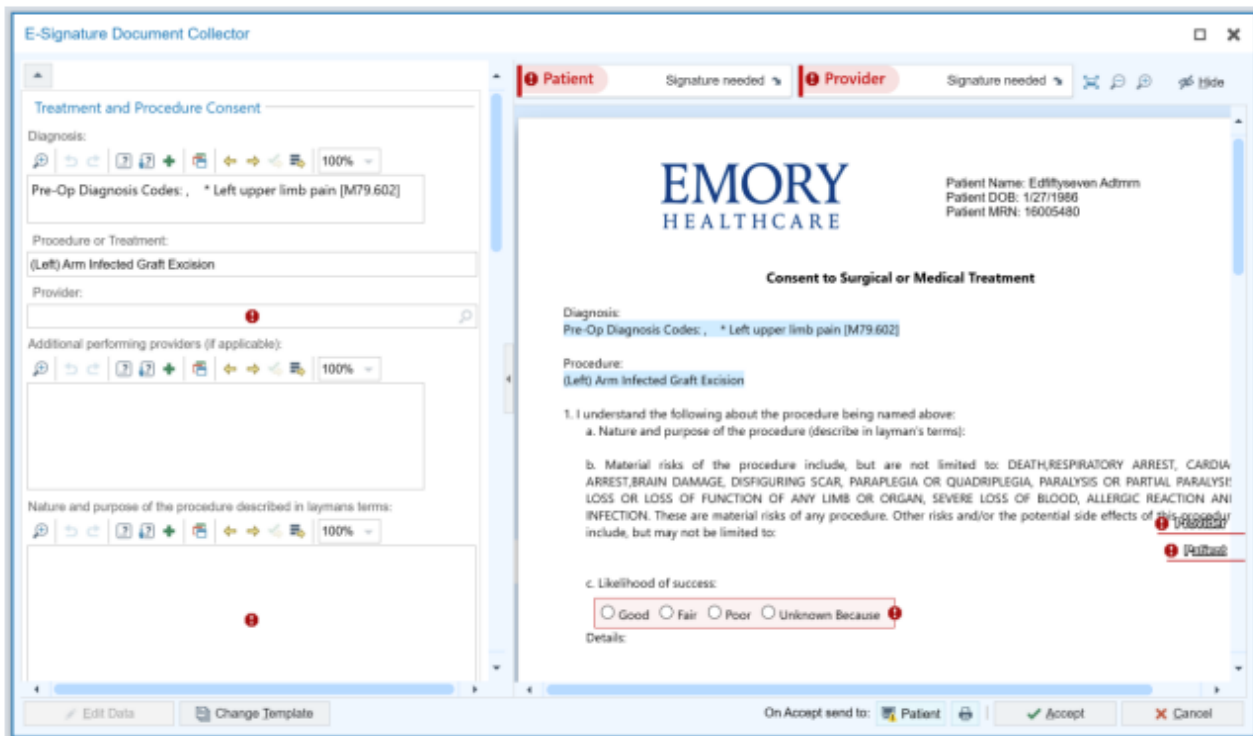 E-Signature Document Collector
Treatment and Procedure Consent
Diagnosis:
100%
Pre-Op Diagnosis Codes: , * Left upper limb pain [M79.602]
Procedure or Treatment:
(Left) Arm Infected Graft Excision
Provider:
Additional performing providers (if applicable):
100%
Nature and purpose of the procedure described in laymans terms:
100%
Edit Data
Change Template
Patient
Signature needed
Provider
Signature needed
Hide
EMORY
HEALTHCARE
Patient Name: Edfiftyseven Adtmm
Patient DOB: 1/27/1986
Patient MRN: 16005480
Consent to Surgical or Medical Treatment
Diagnosis:
Pre-Op Diagnosis Codes: , * Left upper limb pain [M79.602]
Procedure:
(Left) Arm Infected Graft Excision
1. I understand the following about the procedure being named above:
a. Nature and purpose of the procedure (describe in layman's terms):
b. Material risks of the procedure include, but are not limited to: DEATH,RESPIRATORY ARREST, CARDIA
ARREST,BRAIN DAMAGE, DISFIGURING SCAR, PARAPLEGIA OR QUADRIPLEGIA, PARALYSIS OR PARTIAL PARALYSI
LOSS OR LOSS OF FUNCTION OF ANY LIMB OR ORGAN, SEVERE LOSS OF BLOOD, ALLERGIC REACTION AN
INFECTION. These are material risks of any procedure. Other risks and/or the potential side effects of this procedur
include, but may not be limited to:
Provider
Patient
c. Likelihood of success:
Good Fair Poor Unknown Because
Details:
On Accept send to: Patient
Accept
Cancel